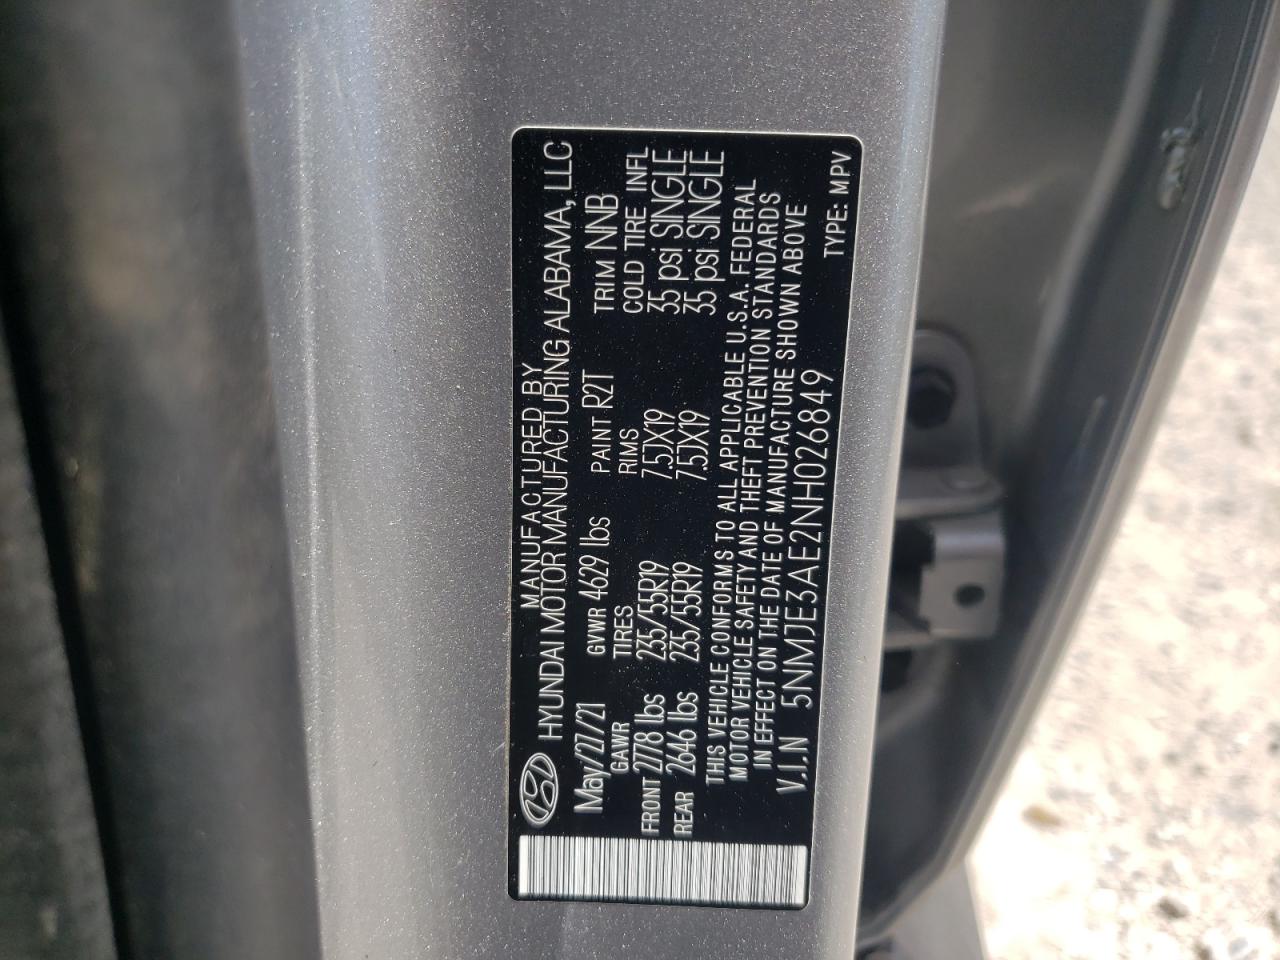 MANUFACTURED BY
HYUNDAI MOTOR MANUFACTURING ALABAMA, LLC
May/27/21 GVWR 4629 lbs PAINT R2T TRIM NNB
GAWR TIRES RIMS COLD TIRE INFL
FRONT 2778 lbs 235/55R19 7.5JX19 35 psi SINGLE
REAR 2646 lbs 235/55R19 7.5JX19 35 psi SINGLE
THIS VEHICLE CONFORMS TO ALL APPLICABLE U.S.A. FEDERAL
MOTOR VEHICLE SAFETY AND THEFT PREVENTION STANDARDS
IN EFFECT ON THE DATE OF MANUFACTURE SHOWN ABOVE
V.I.N 5NMJE3AE2NH026849 TYPE: MPV